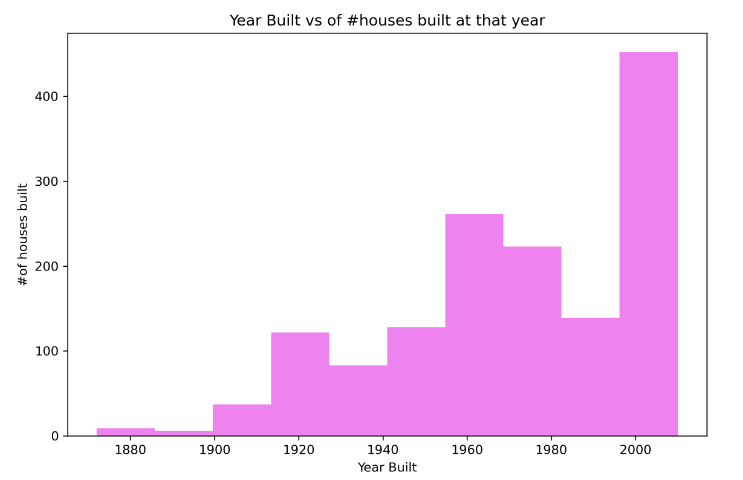 Year Built vs of #houses built at that year
400
300
200
100
0
#of houses built
1880 1900 1920 1940 1960 1980 2000
Year Built